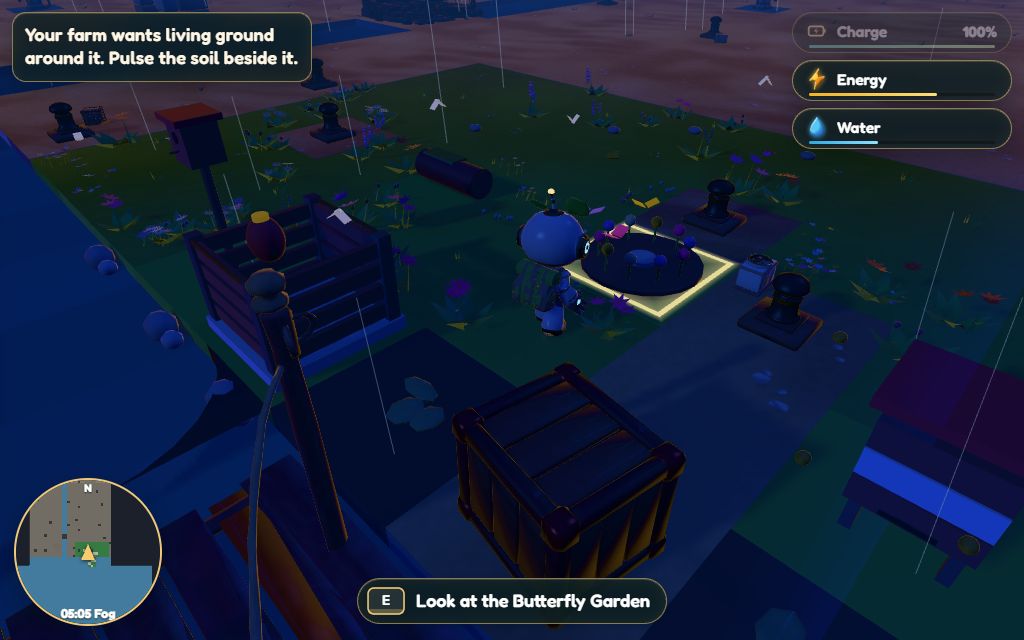 Your farm wants living ground
around it. Pulse the soil beside it.
Charge 100%
Energy
Water
N
05:05 Fog
E Look at the Butterfly Garden